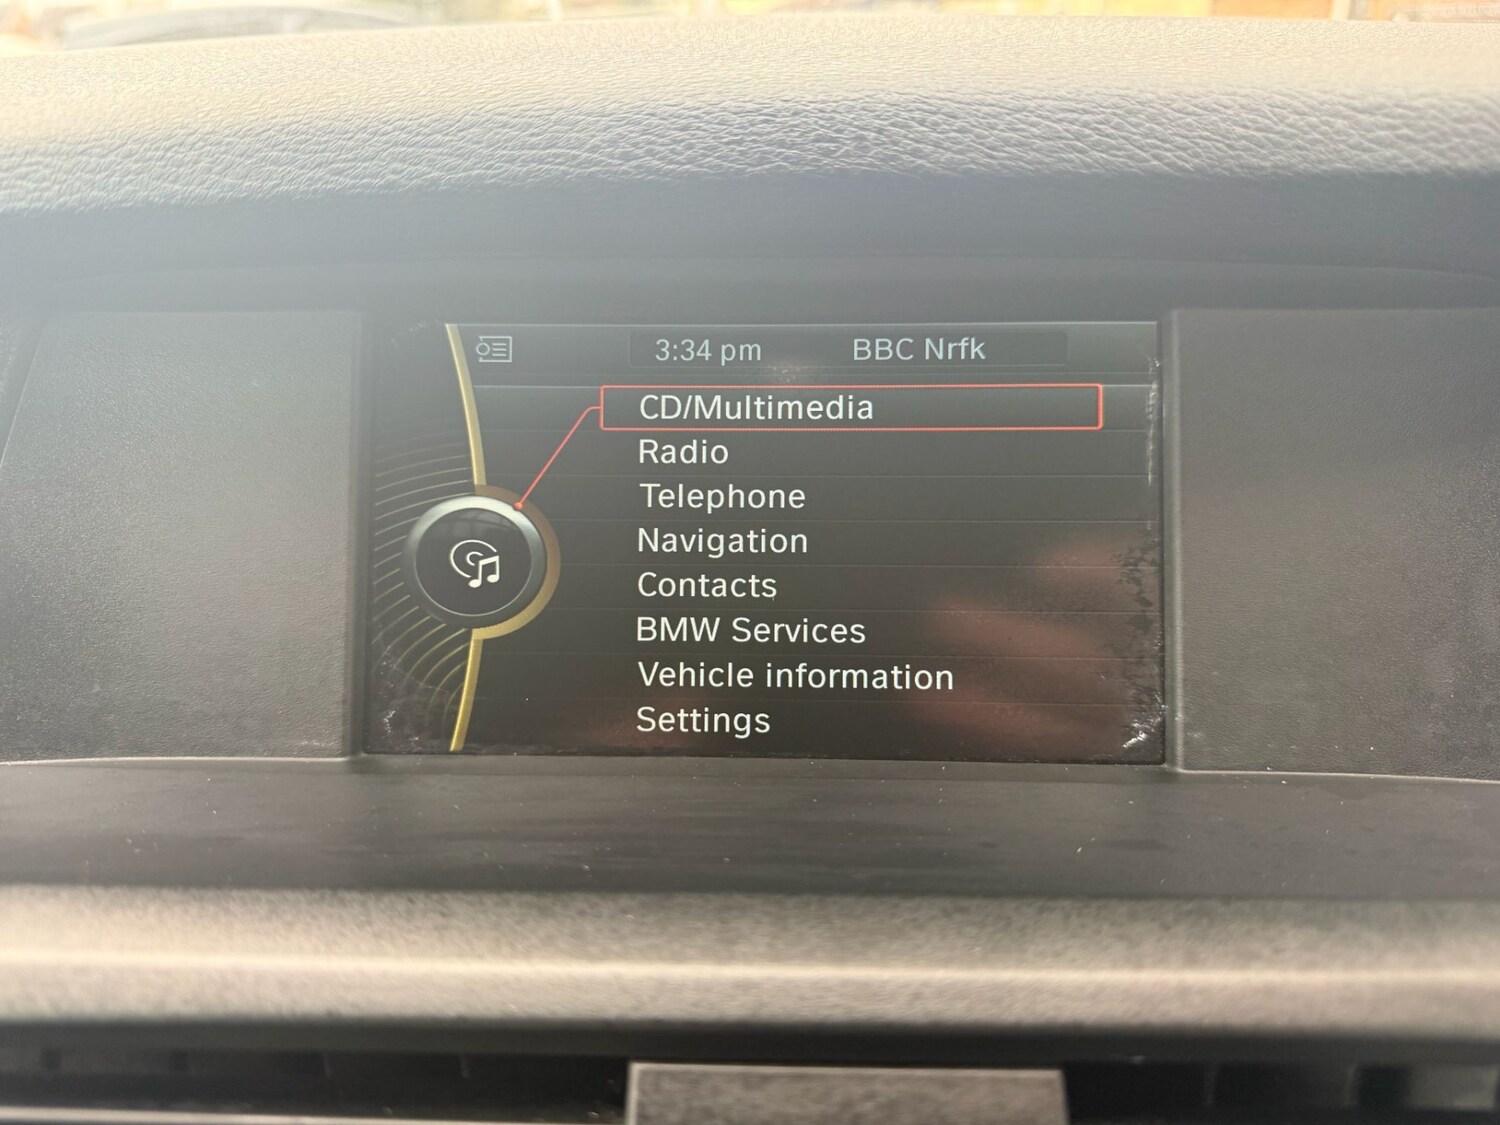 3:34 pm BBC Nrfk
CD/Multimedia
Radio
Telephone
Navigation
Contacts
BMW Services
Vehicle information
Settings